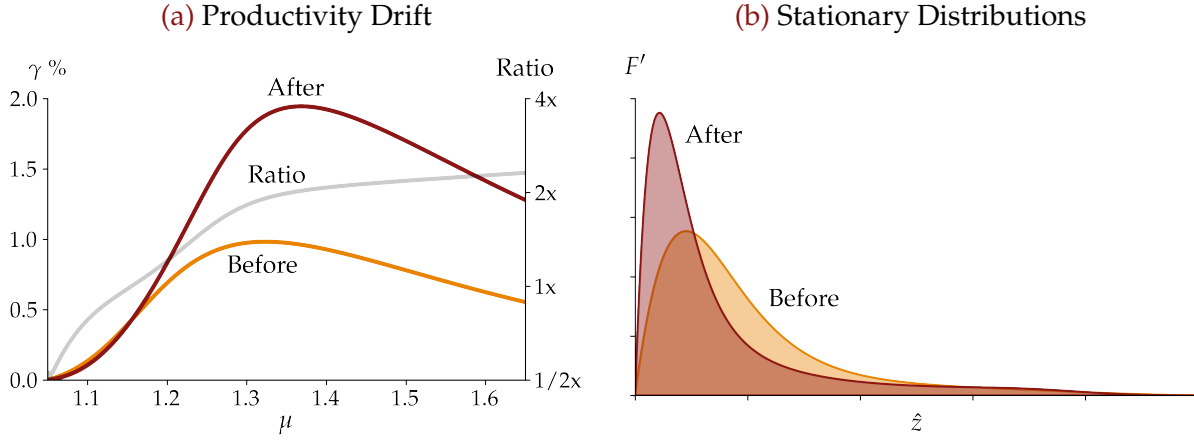 (a) Productivity Drift
γ %
Ratio
2.0
1.5
1.0
0.5
0.0
4x
2x
1x
1/2x
After
Ratio
Before
1.1 1.2 1.3 1.4 1.5 1.6
μ
(b) Stationary Distributions
F′
After
Before
ẑ